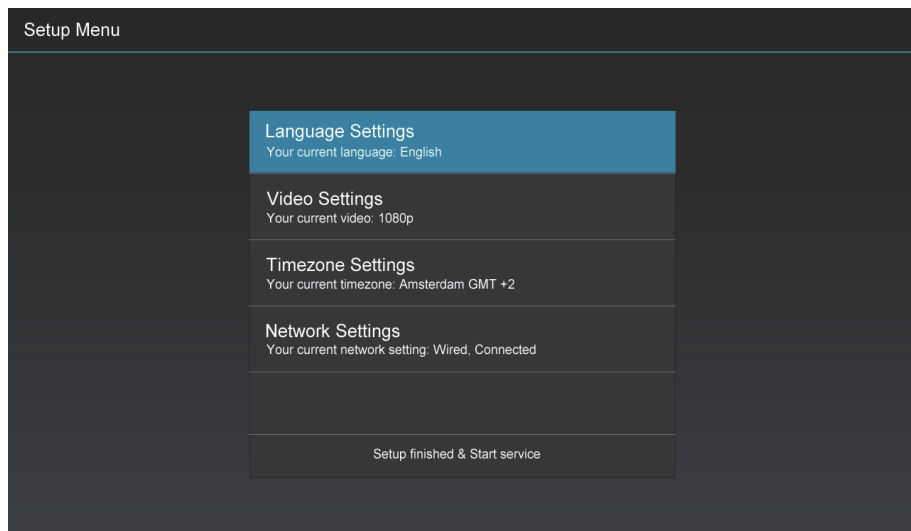 Setup Menu
Language Settings
Your current language: English
Video Settings
Your current video: 1080p
Timezone Settings
Your current timezone: Amsterdam GMT +2
Network Settings
Your current network setting: Wired, Connected
Setup finished & Start service